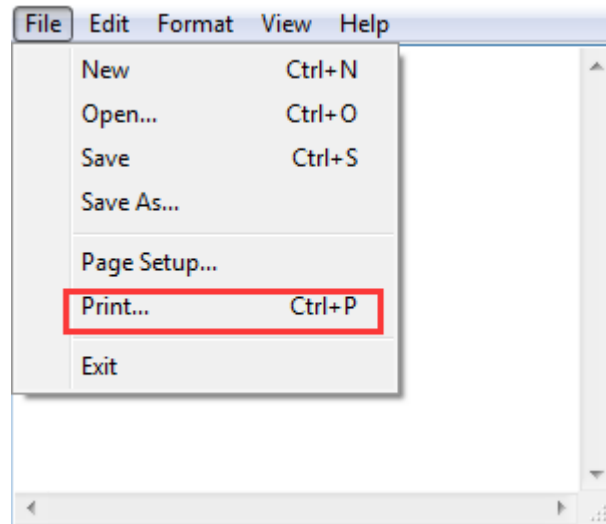 File Edit Format View Help
New Ctrl+N
Open... Ctrl+O
Save Ctrl+S
Save As...
Page Setup...
Print... Ctrl+P
Exit